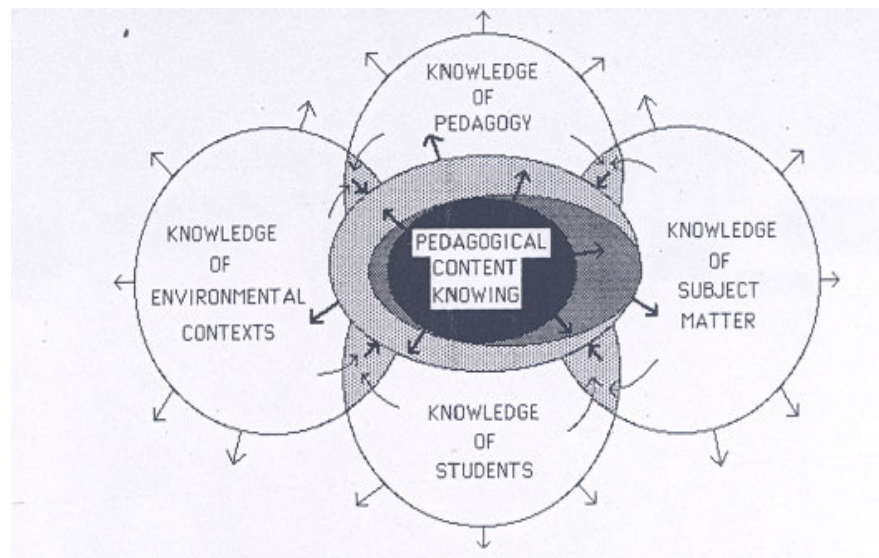 KNOWLEDGE
OF
PEDAGOGY
KNOWLEDGE
OF
ENVIRONMENTAL
CONTEXTS
PEDAGOGICAL
CONTENT
KNOWING
KNOWLEDGE
OF
SUBJECT
MATTER
KNOWLEDGE
OF
STUDENTS